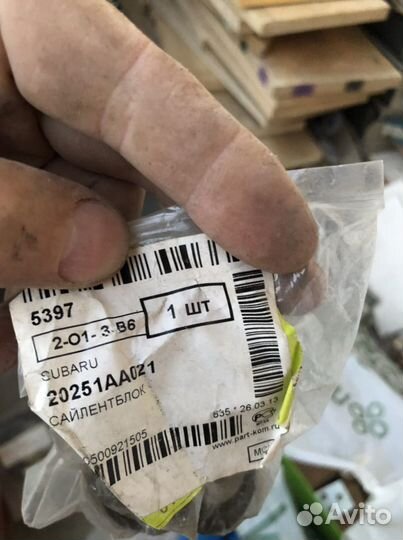 5397
2-01-3-B6
1 ШТ
SUBARU
20251AA021
САЙЛЕНТБЛОК
635 * 26.03.13
0500921505
www.part-kom.ru
Avito